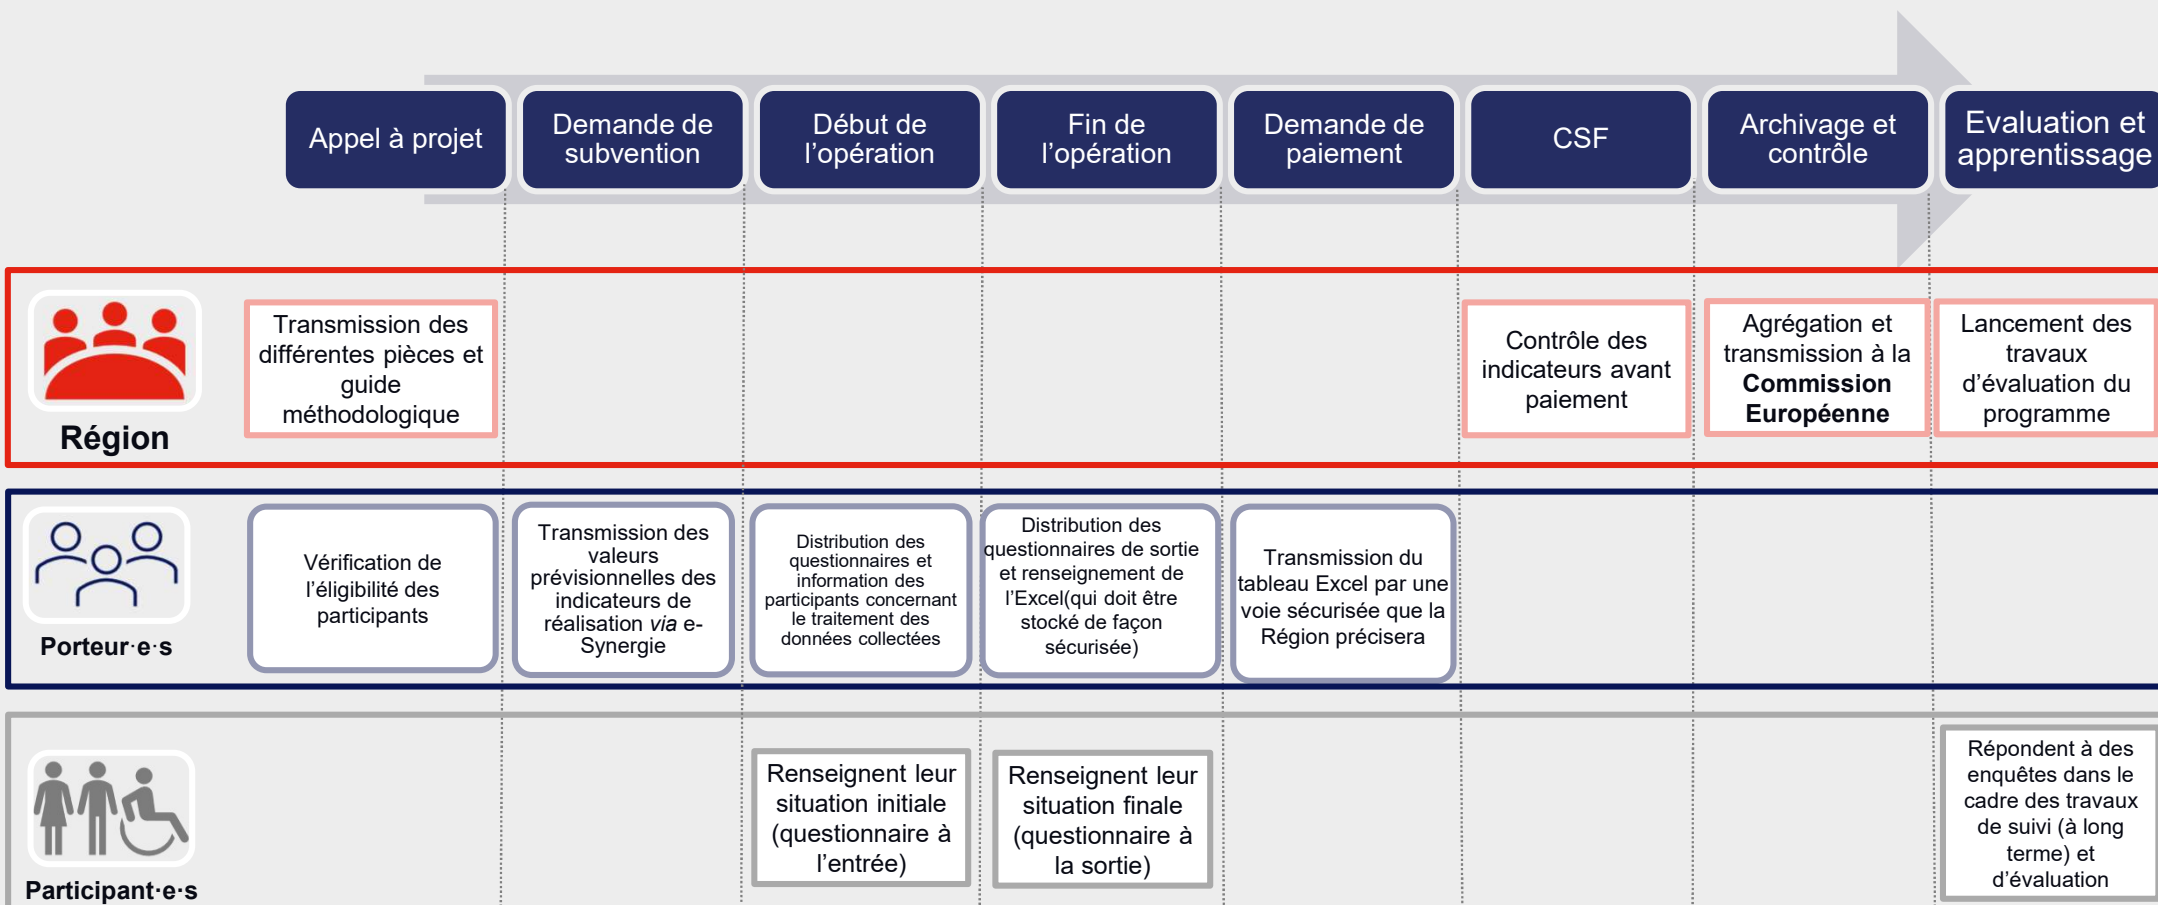 Appel à projet
Demande de
subvention
Début de
l'opération
Fin de
l'opération
Demande de
paiement
CSF
Archivage et
contrôle
Evaluation et
apprentissage
Région
Transmission des
différentes pièces et
guide
méthodologique
Contrôle des
indicateurs avant
paiement
Agrégation et
transmission à la
Commission
Européenne
Lancement des
travaux
d'évaluation du
programme
Porteur·e·s
Vérification de
l'éligibilité des
participants
Transmission des
valeurs
prévisionnelles des
indicateurs de
réalisation via e-
Synergie
Distribution des
questionnaires et
information des
participants concernant
le traitement des
données collectées
Distribution des
questionnaires de sortie
et renseignement de
l'Excel(qui doit être
stocké de façon
sécurisée)
Transmission du
tableau Excel par une
voie sécurisée que la
Région précisera
Participant·e·s
Renseignent leur
situation initiale
(questionnaire à
l'entrée)
Renseignent leur
situation finale
(questionnaire à
la sortie)
Répondent à des
enquêtes dans le
cadre des travaux
de suivi (à long
terme) et
d'évaluation